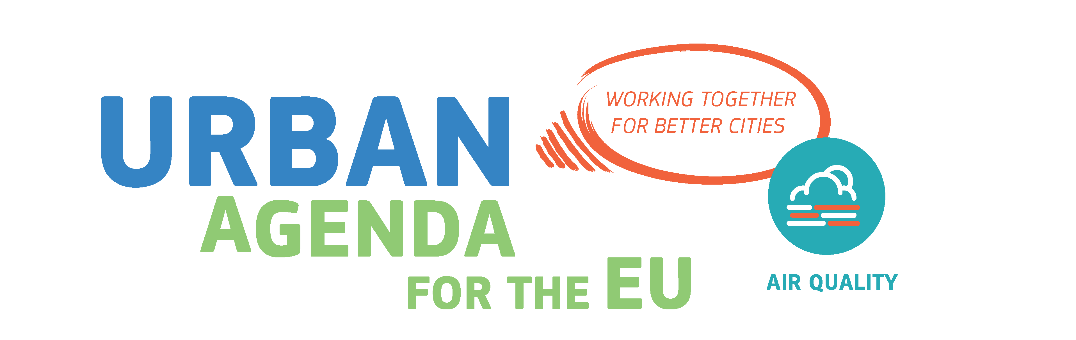 URBAN
AGENDA
FOR THE EU
WORKING TOGETHER
FOR BETTER CITIES
AIR QUALITY